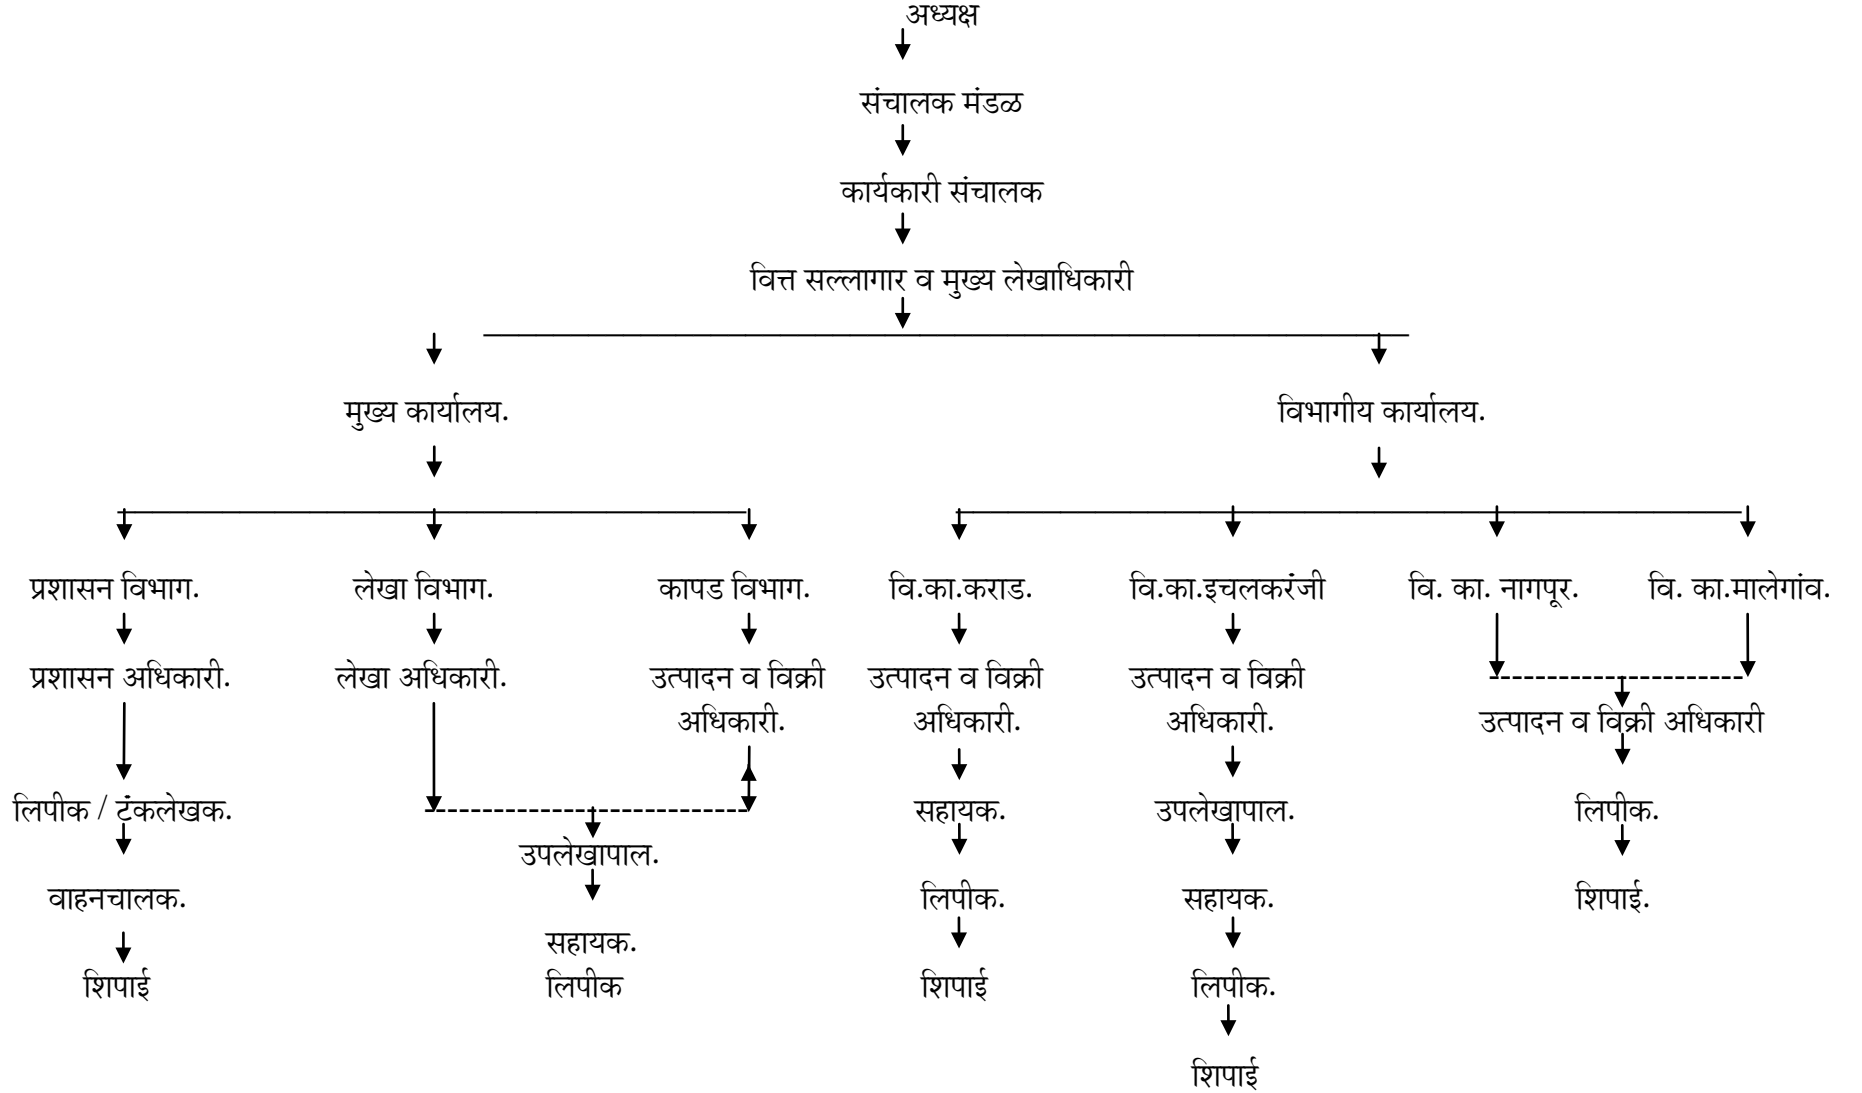 अध्यक्ष
संचालक मंडळ
कार्यकारी संचालक
वित्त सल्लागार व मुख्य लेखाधिकारी
मुख्य कार्यालय. विभागीय कार्यालय.
प्रशासन विभाग. लेखा विभाग. कापड विभाग. वि.का.कराड. वि.का.इचलकरंजी वि. का. नागपूर. वि. का.मालेगांव.
प्रशासन अधिकारी. लेखा अधिकारी. उत्पादन व विक्री उत्पादन व विक्री उत्पादन व विक्री
अधिकारी. अधिकारी. अधिकारी. उत्पादन व विक्री अधिकारी
लिपीक / टंकलेखक. सहायक. उपलेखापाल. लिपीक.
उपलेखापाल.
वाहनचालक. लिपीक. सहायक. शिपाई.
सहायक.
शिपाई लिपीक शिपाई लिपीक.
शिपाई